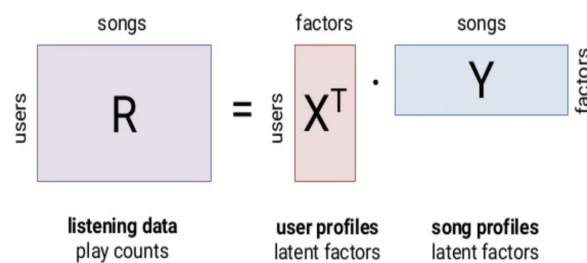 songs
factors
songs
users
R
=
users
X^T
·
Y
factors
listening data
play counts
user profiles
latent factors
song profiles
latent factors